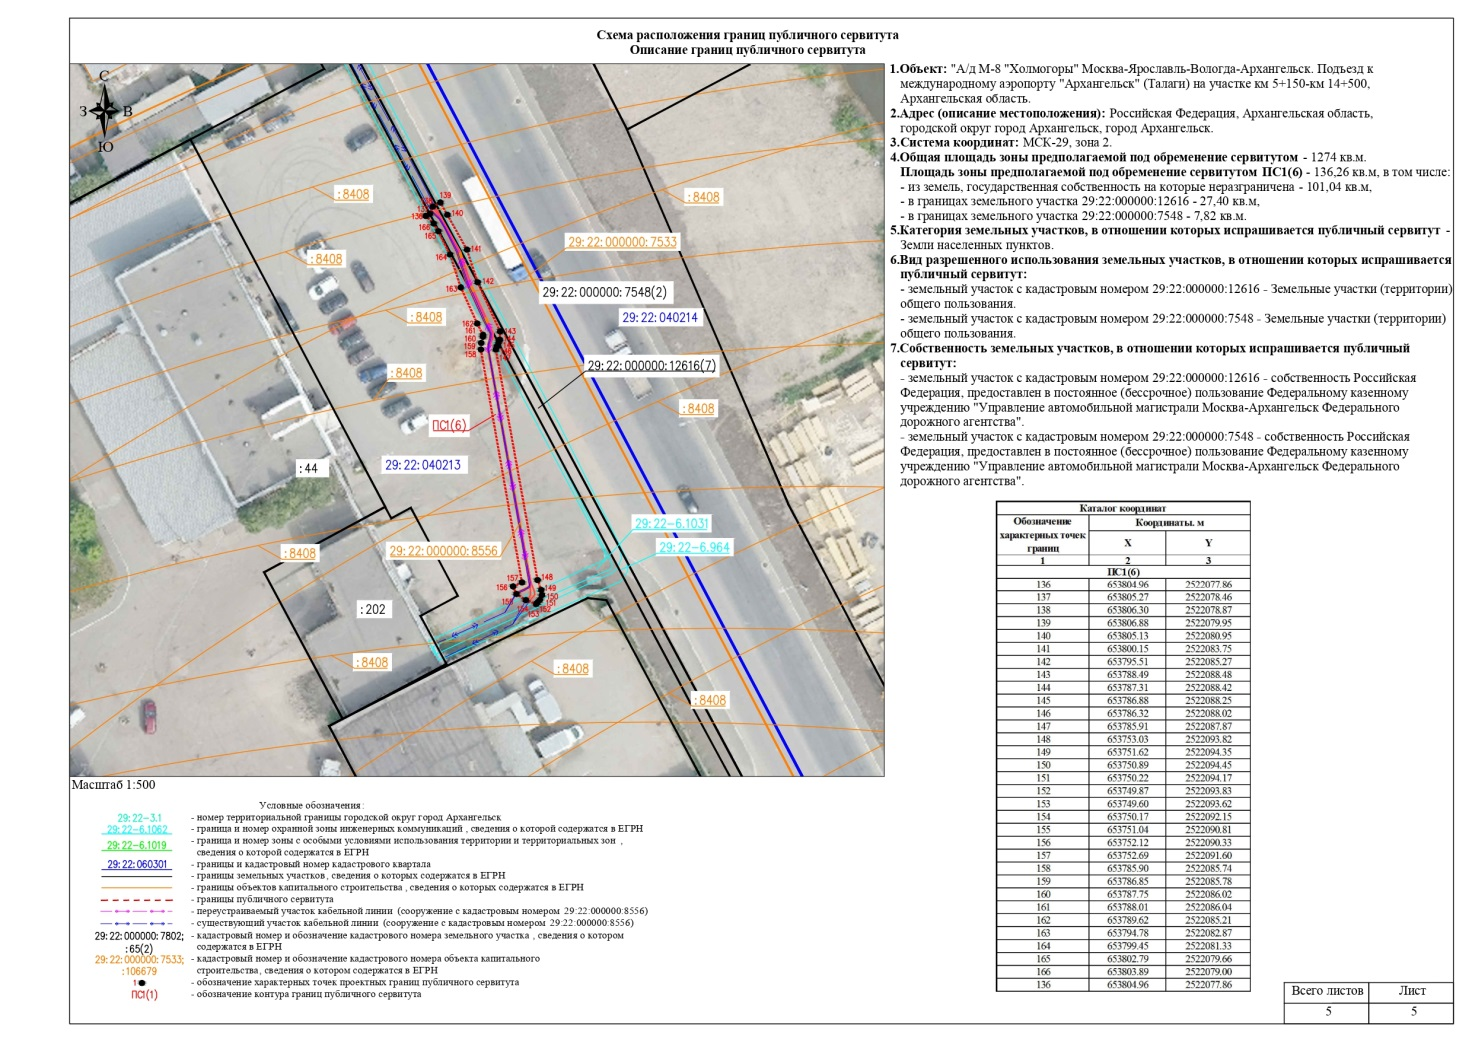 Схема расположения границ публичного сервитута
Описание границ публичного сервитута
С
З В
Ю
:8408
:8408
:8408
:8408
:8408
29:22:000000:7533
29:22:000000:7548(2)
29:22:040214
29:22:000000:12616(7)
:8408
ПС1(6)
:44
29:22:040213
29:22-6.1031
29:22-6.964
:8408
29:22:000000:8556
:202
:8408
:8408
:8408
139
140
136
166
165
141
164
142
163
162
161
143
160
159
158
157
148
156
149
150
151
155
154
152
153
1.Объект: "А/д М-8 "Холмогоры" Москва-Ярославль-Вологда-Архангельск. Подъезд к
международному аэропорту "Архангельск" (Талаги) на участке км 5+150-км 14+500,
Архангельская область.
2.Адрес (описание местоположения): Российская Федерация, Архангельская область,
городской округ город Архангельск, город Архангельск.
3.Система координат: МСК-29, зона 2.
4.Общая площадь зоны предполагаемой под обременение сервитутом - 1274 кв.м.
Площадь зоны предполагаемой под обременение сервитутом ПС1(6) - 136,26 кв.м, в том числе:
- из земель, государственная собственность на которые неразграничена - 101,04 кв.м,
- в границах земельного участка 29:22:000000:12616 - 27,40 кв.м,
- в границах земельного участка 29:22:000000:7548 - 7,82 кв.м.
5.Категория земельных участков, в отношении которых испрашивается публичный сервитут -
Земли населенных пунктов.
6.Вид разрешенного использования земельных участков, в отношении которых испрашивается
публичный сервитут:
- земельный участок с кадастровым номером 29:22:000000:12616 - Земельные участки (территории)
общего пользования.
- земельный участок с кадастровым номером 29:22:000000:7548 - Земельные участки (территории)
общего пользования.
7.Собственность земельных участков, в отношении которых испрашивается публичный
сервитут:
- земельный участок с кадастровым номером 29:22:000000:12616 - собственность Российская
Федерация, предоставлен в постоянное (бессрочное) пользование Федеральному казенному
учреждению "Управление автомобильной магистрали Москва-Архангельск Федерального
дорожного агентства".
- земельный участок с кадастровым номером 29:22:000000:7548 - собственность Российская
Федерация, предоставлен в постоянное (бессрочное) пользование Федеральному казенному
учреждению "Управление автомобильной магистрали Москва-Архангельск Федерального
дорожного агентства".
Каталог координат
Обозначение характерных точек границ Координаты. м
X Y
1 2 3
ПС1(6)
136 653804.96 2522077.86
137 653805.27 2522078.46
138 653806.30 2522078.87
139 653806.88 2522079.95
140 653805.13 2522080.95
141 653800.15 2522083.75
142 653795.51 2522085.27
143 653788.49 2522088.48
144 653787.31 2522088.42
145 653786.88 2522088.25
146 653786.32 2522088.02
147 653785.91 2522087.87
148 653753.03 2522093.82
149 653751.62 2522094.35
150 653750.89 2522094.45
151 653750.22 2522094.17
152 653749.87 2522093.83
153 653749.60 2522093.62
154 653750.17 2522092.15
155 653751.04 2522090.81
156 653752.12 2522090.33
157 653752.69 2522091.60
158 653785.90 2522085.74
159 653786.85 2522085.78
160 653787.75 2522086.02
161 653788.01 2522086.04
162 653789.62 2522085.21
163 653794.78 2522082.87
164 653799.45 2522081.33
165 653802.79 2522079.66
166 653803.89 2522079.00
136 653804.96 2522077.86
Масштаб 1:500
Условные обозначения:
29:22-3.1 - номер территориальной границы городской округ город Архангельск
29:22-6.1062 - граница и номер охранной зоны инженерных коммуникаций , сведения о которой содержатся в ЕГРН
29:22-6.1019 - граница и номер зоны с особыми условиями использования территории и территориальных зон ,
сведения о которой содержатся в ЕГРН
29:22:060301 - границы и кадастровый номер кадастрового квартала
- границы земельных участков, сведения о которых содержатся в ЕГРН
- границы объектов капитального строительства , сведения о которых содержатся в ЕГРН
- границы публичного сервитута
- переустраиваемый участок кабельной линии (сооружение с кадастровым номером 29:22:000000:8556)
- существующий участок кабельной линии (сооружение с кадастровым номером 29:22:000000:8556)
29:22:000000:7802; - кадастровый номер и обозначение кадастрового номера земельного участка , сведения о котором
:65(2) содержатся в ЕГРН
29:22:000000:7533; - кадастровый номер и обозначение кадастрового номера объекта капитального
:106679 строительства, сведения о котором содержатся в ЕГРН
1 - обозначение характерных точек проектных границ публичного сервитута
ПС1(1) - обозначение контура границ публичного сервитута
Всего листов Лист
5 5